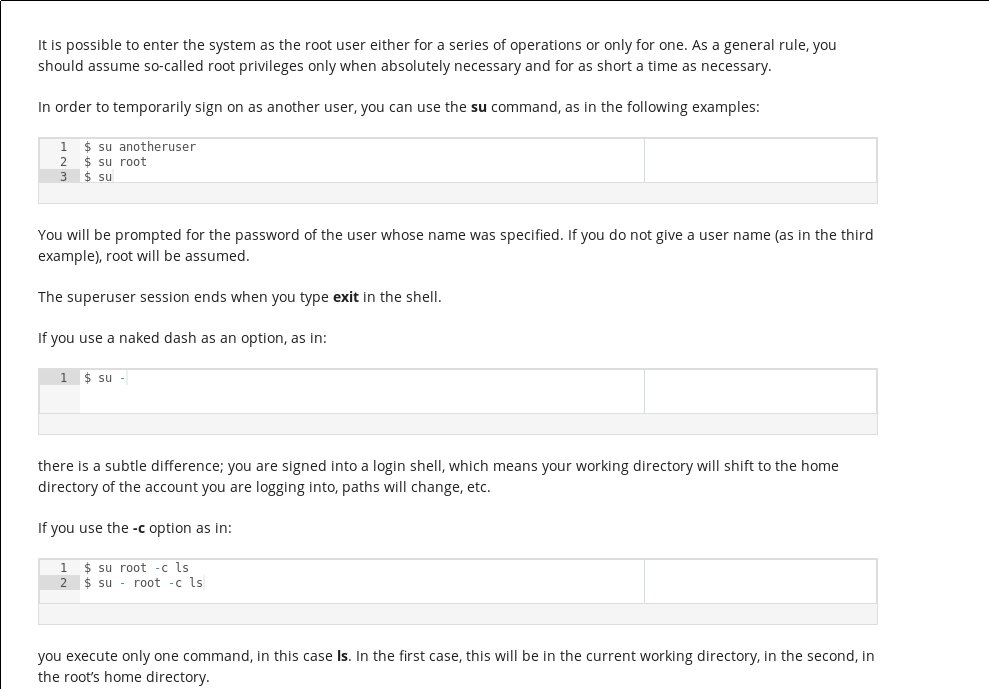 It is possible to enter the system as the root user either for a series of operations or only for one. As a general rule, you
should assume so-called root privileges only when absolutely necessary and for as short a time as necessary.
In order to temporarily sign on as another user, you can use the su command, as in the following examples:
1 $ su anotheruser
2 $ su root
3 $ su
You will be prompted for the password of the user whose name was specified. If you do not give a user name (as in the third
example), root will be assumed.
The superuser session ends when you type exit in the shell.
If you use a naked dash as an option, as in:
1 $ su -
there is a subtle difference; you are signed into a login shell, which means your working directory will shift to the home
directory of the account you are logging into, paths will change, etc.
If you use the -c option as in:
1 $ su root -c ls
2 $ su - root -c ls
you execute only one command, in this case ls. In the first case, this will be in the current working directory, in the second, in
the root's home directory.